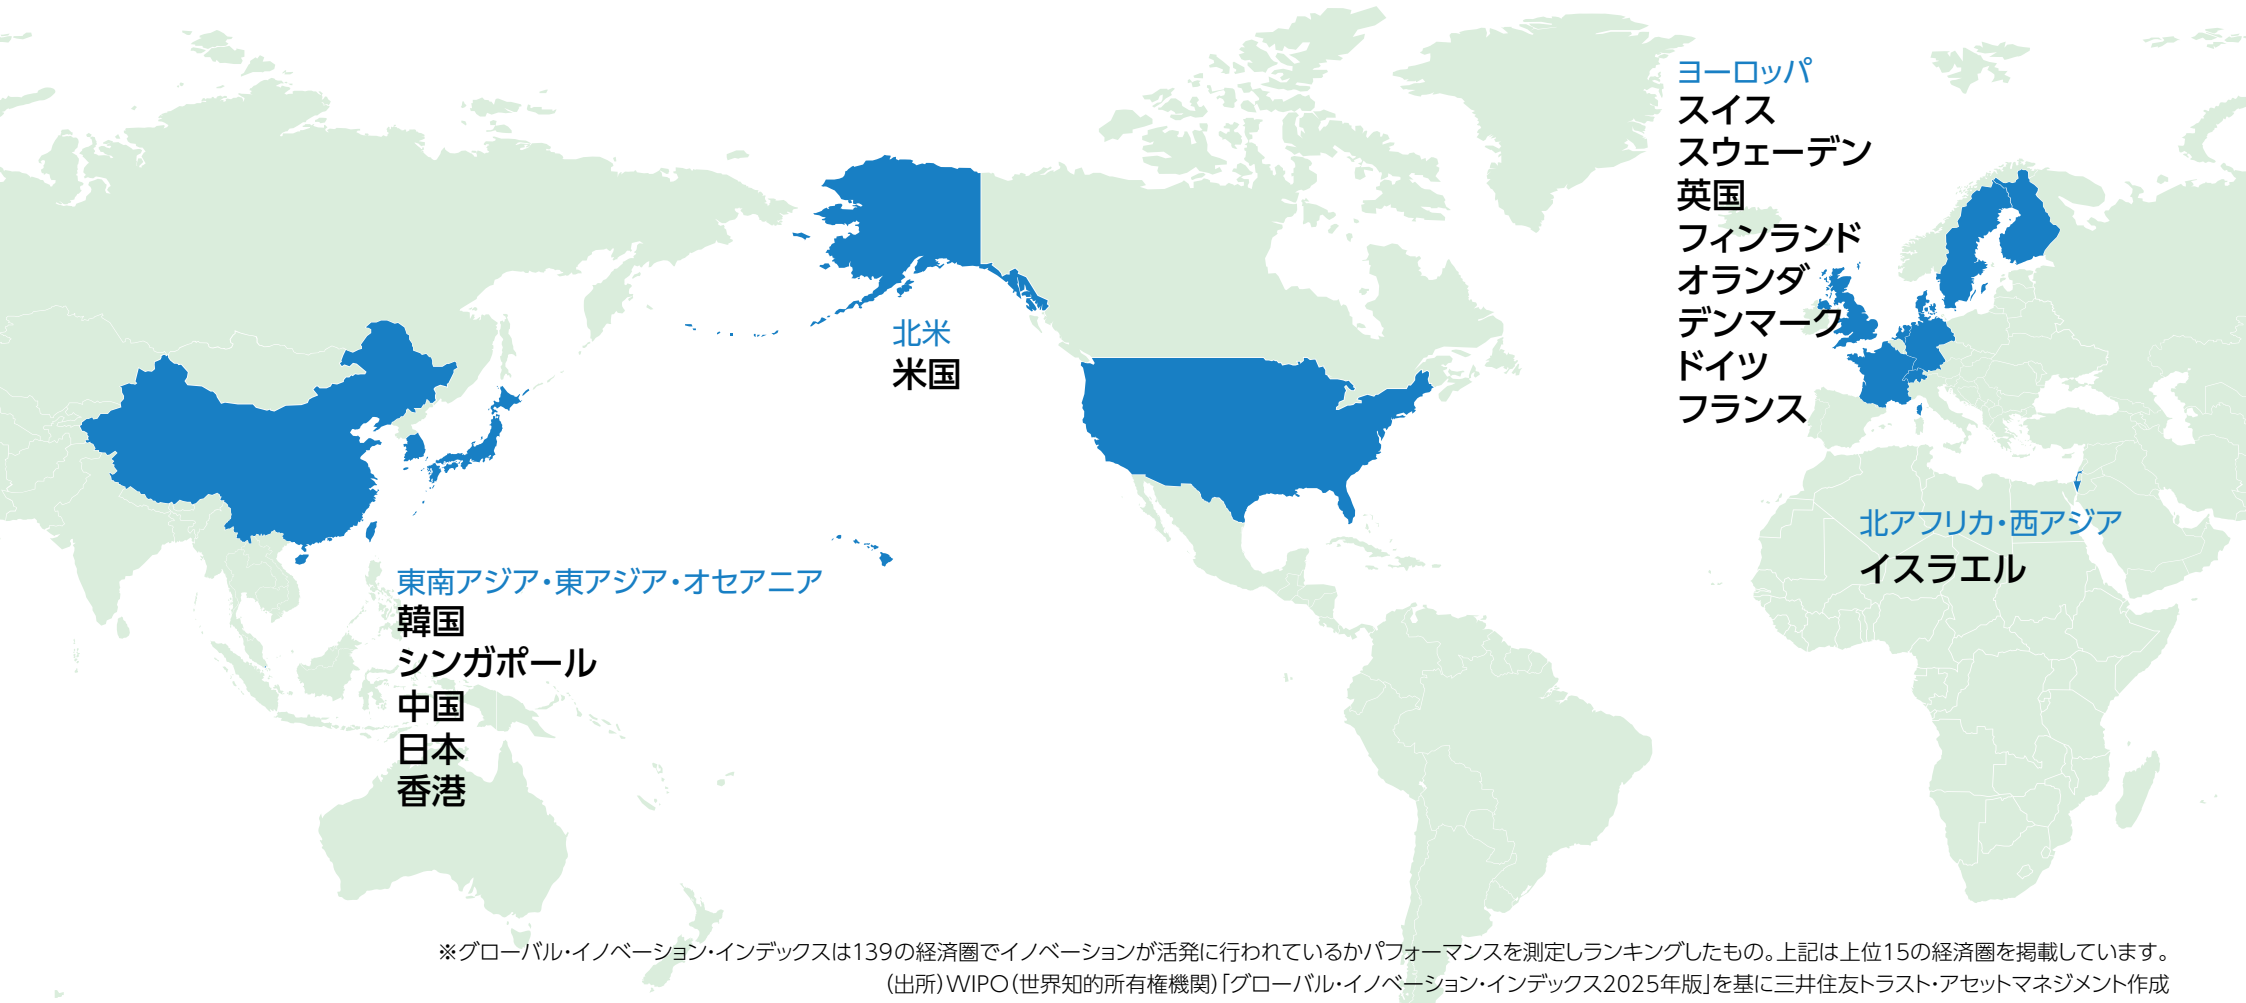 ヨーロッパ
スイス
スウェーデン
英国
フィンランド
オランダ
デンマーク
ドイツ
フランス
北米
米国
北アフリカ・西アジア
イスラエル
東南アジア・東アジア・オセアニア
韓国
シンガポール
中国
日本
香港
※グローバル・イノベーション・インデックスは139の経済圏でイノベーションが活発に行われているかパフォーマンスを測定しランキングしたもの。上記は上位15の経済圏を掲載しています。
(出所)WIPO(世界知的所有権機関)「グローバル・イノベーション・インデックス2025年版」を基に三井住友トラスト・アセットマネジメント作成